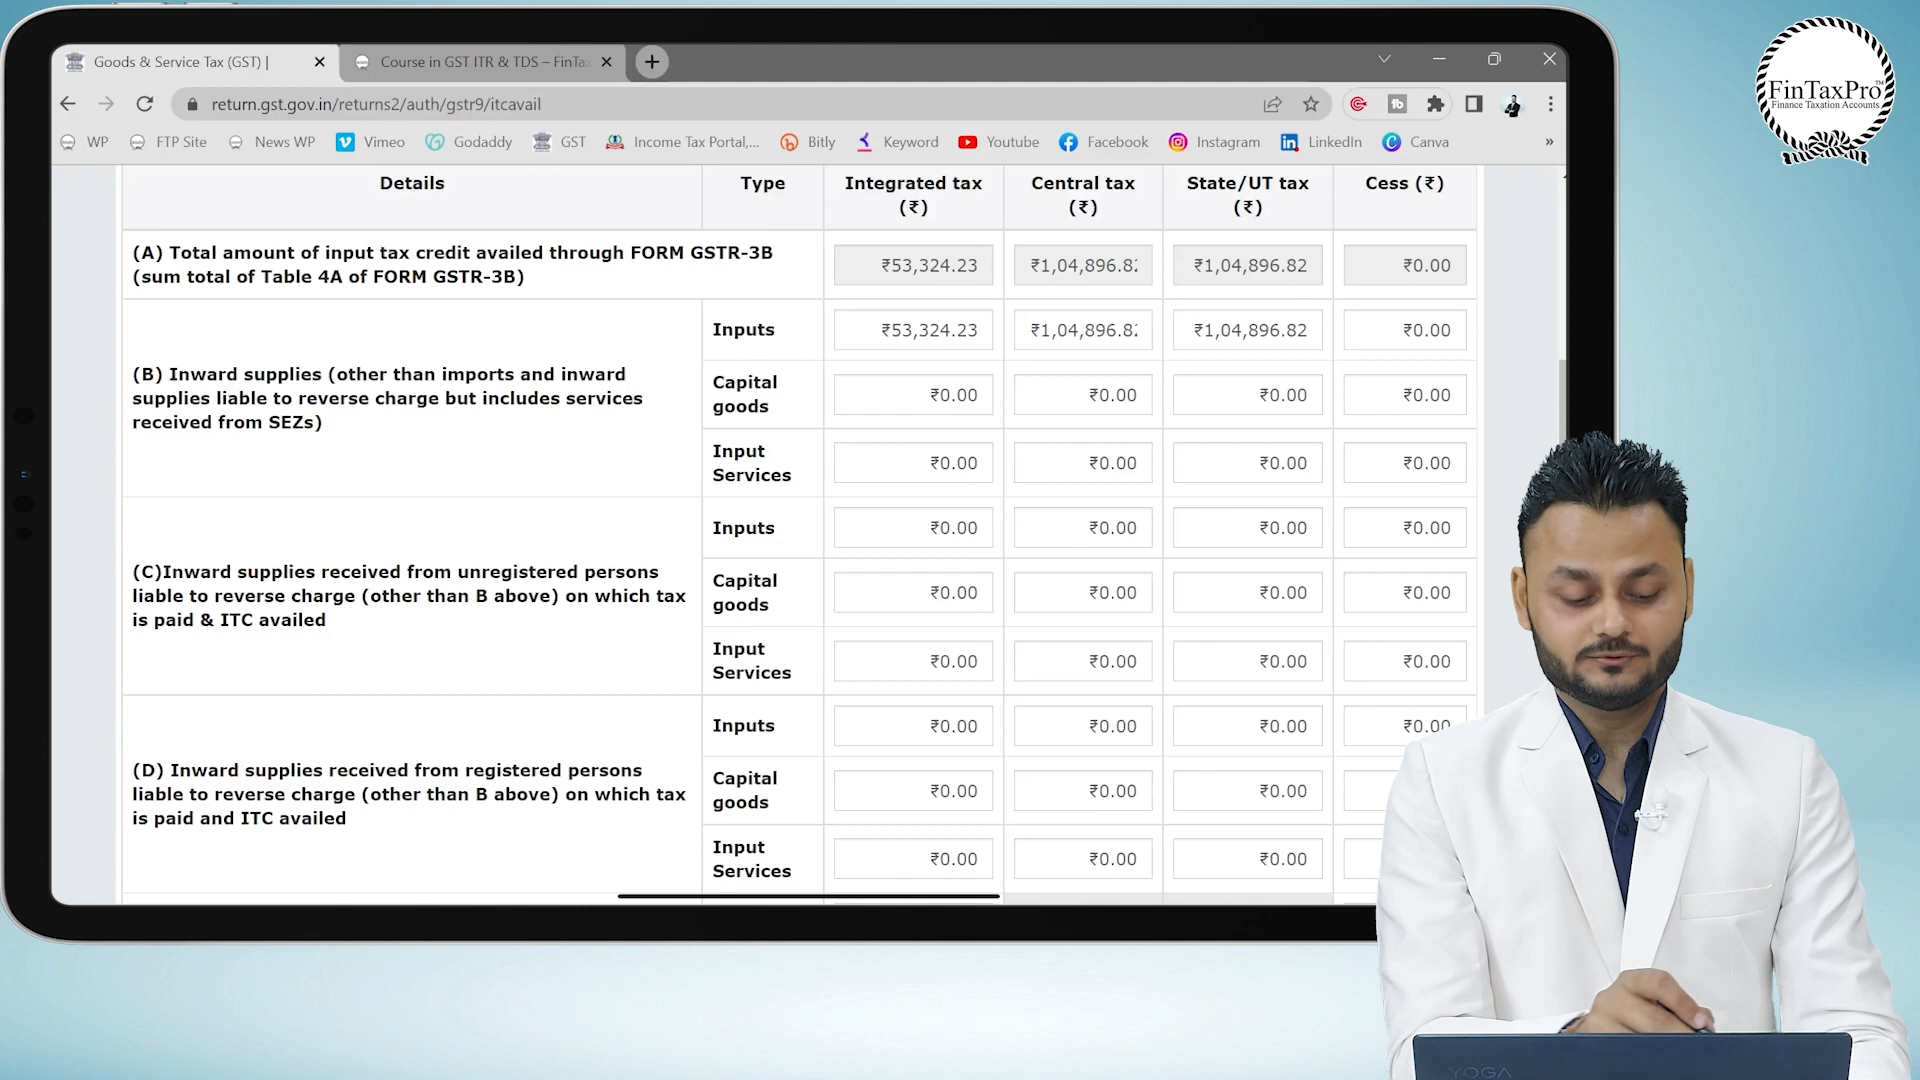 Goods & Service Tax (GST) |
Course in GST ITR & TDS – FinTa
return.gst.gov.in/returns2/auth/gstr9/itcavail
WP FTP Site News WP Vimeo Godaddy GST Income Tax Portal,... Bitly Keyword Youtube Facebook Instagram LinkedIn Canva »
FinTaxPro™
Finance Taxation Accounts
Details Type Integrated tax (₹) Central tax (₹) State/UT tax (₹) Cess (₹)
(A) Total amount of input tax credit availed through FORM GSTR-3B
(sum total of Table 4A of FORM GSTR-3B)
₹53,324.23 ₹1,04,896.82 ₹1,04,896.82 ₹0.00
(B) Inward supplies (other than imports and inward
supplies liable to reverse charge but includes services
received from SEZs)
Inputs ₹53,324.23 ₹1,04,896.82 ₹1,04,896.82 ₹0.00
Capital goods ₹0.00 ₹0.00 ₹0.00 ₹0.00
Input Services ₹0.00 ₹0.00 ₹0.00 ₹0.00
(C)Inward supplies received from unregistered persons
liable to reverse charge (other than B above) on which tax
is paid & ITC availed
Inputs ₹0.00 ₹0.00 ₹0.00 ₹0.00
Capital goods ₹0.00 ₹0.00 ₹0.00 ₹0.00
Input Services ₹0.00 ₹0.00 ₹0.00 ₹0.00
(D) Inward supplies received from registered persons
liable to reverse charge (other than B above) on which tax
is paid and ITC availed
Inputs ₹0.00 ₹0.00 ₹0.00 ₹0.00
Capital goods ₹0.00 ₹0.00 ₹0.00
Input Services ₹0.00 ₹0.00 ₹0.00
YOGA